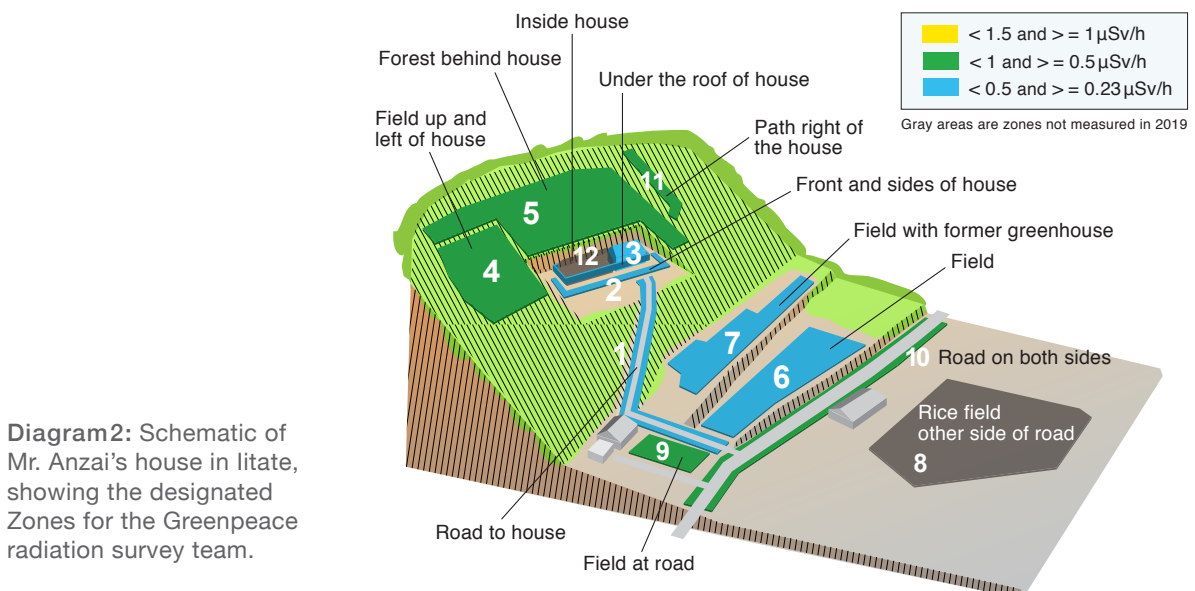 Inside house
Forest behind house
Under the roof of house
Field up and
left of house
Path right of
the house
Front and sides of house
Field with former greenhouse
Field
< 1.5 and > = 1 µSv/h
< 1 and > = 0.5 µSv/h
< 0.5 and > = 0.23 µSv/h
Gray areas are zones not measured in 2019
11
5
4
12
3
2
1
7
6
10
Road on both sides
Rice field
other side of road
8
9
Road to house
Field at road
Diagram2: Schematic of
Mr. Anzai's house in Iitate,
showing the designated
Zones for the Greenpeace
radiation survey team.